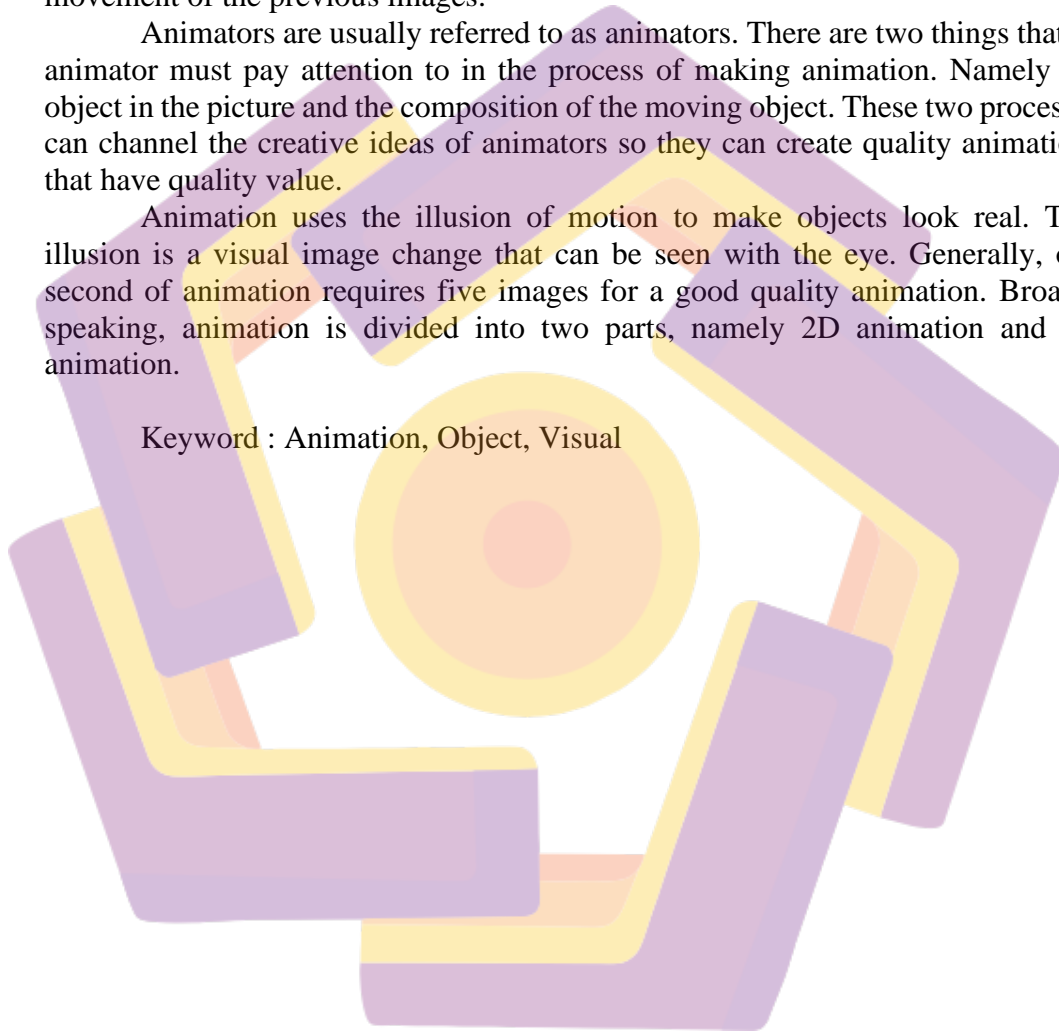 movement of the previous images.
Animators are usually referred to as animators. There are two things that
animator must pay attention to in the process of making animation. Namely
object in the picture and the composition of the moving object. These two proces
can channel the creative ideas of animators so they can create quality animatio
that have quality value.
Animation uses the illusion of motion to make objects look real. T
illusion is a visual image change that can be seen with the eye. Generally, o
second of animation requires five images for a good quality animation. Broa
speaking, animation is divided into two parts, namely 2D animation and
animation.
Keyword : Animation, Object, Visual